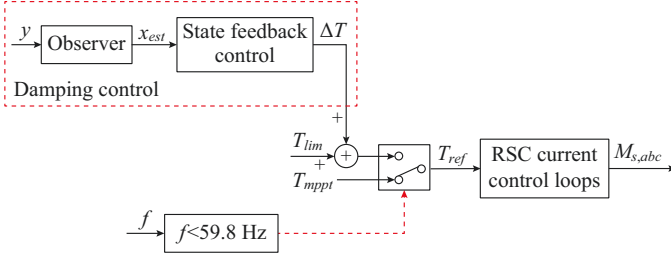 y
Observer
x_est
State feedback
control
ΔT
Damping control
+
T_lim
+
+
T_mppt
T_ref
RSC current
control loops
M_s,abc
f
f<59.8 Hz